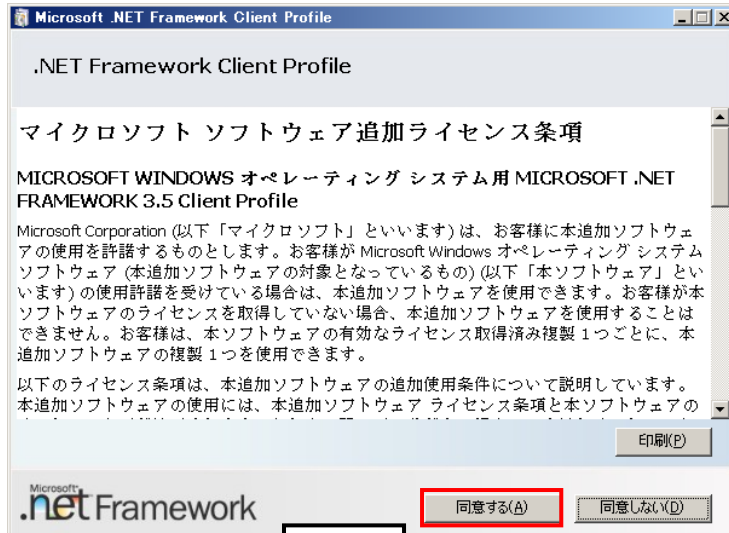 Microsoft .NET Framework Client Profile
.NET Framework Client Profile
マイクロソフト ソフトウェア追加ライセンス条項
MICROSOFT WINDOWS オペレーティング システム用 MICROSOFT .NET
FRAMEWORK 3.5 Client Profile
Microsoft Corporation (以下「マイクロソフト」といいます) は、お客様に本追加ソフトウェ
アの使用を許諾するものとします。お客様が Microsoft Windows オペレーティング システム
ソフトウェア (本追加ソフトウェアの対象となっているもの) (以下「本ソフトウェア」とい
います) の使用許諾を受けている場合は、本追加ソフトウェアを使用できます。お客様が本
ソフトウェアのライセンスを取得していない場合、本追加ソフトウェアを使用することは
できません。お客様は、本ソフトウェアの有効なライセンス取得済み複製 1 つごとに、本
追加ソフトウェアの複製 1 つを使用できます。
以下のライセンス条項は、本追加ソフトウェアの追加使用条件について説明しています。
本追加ソフトウェアの使用には、本追加ソフトウェア ライセンス条項と本ソフトウェアの
印刷(P)
Microsoft
.net Framework
同意する(A)
同意しない(D)